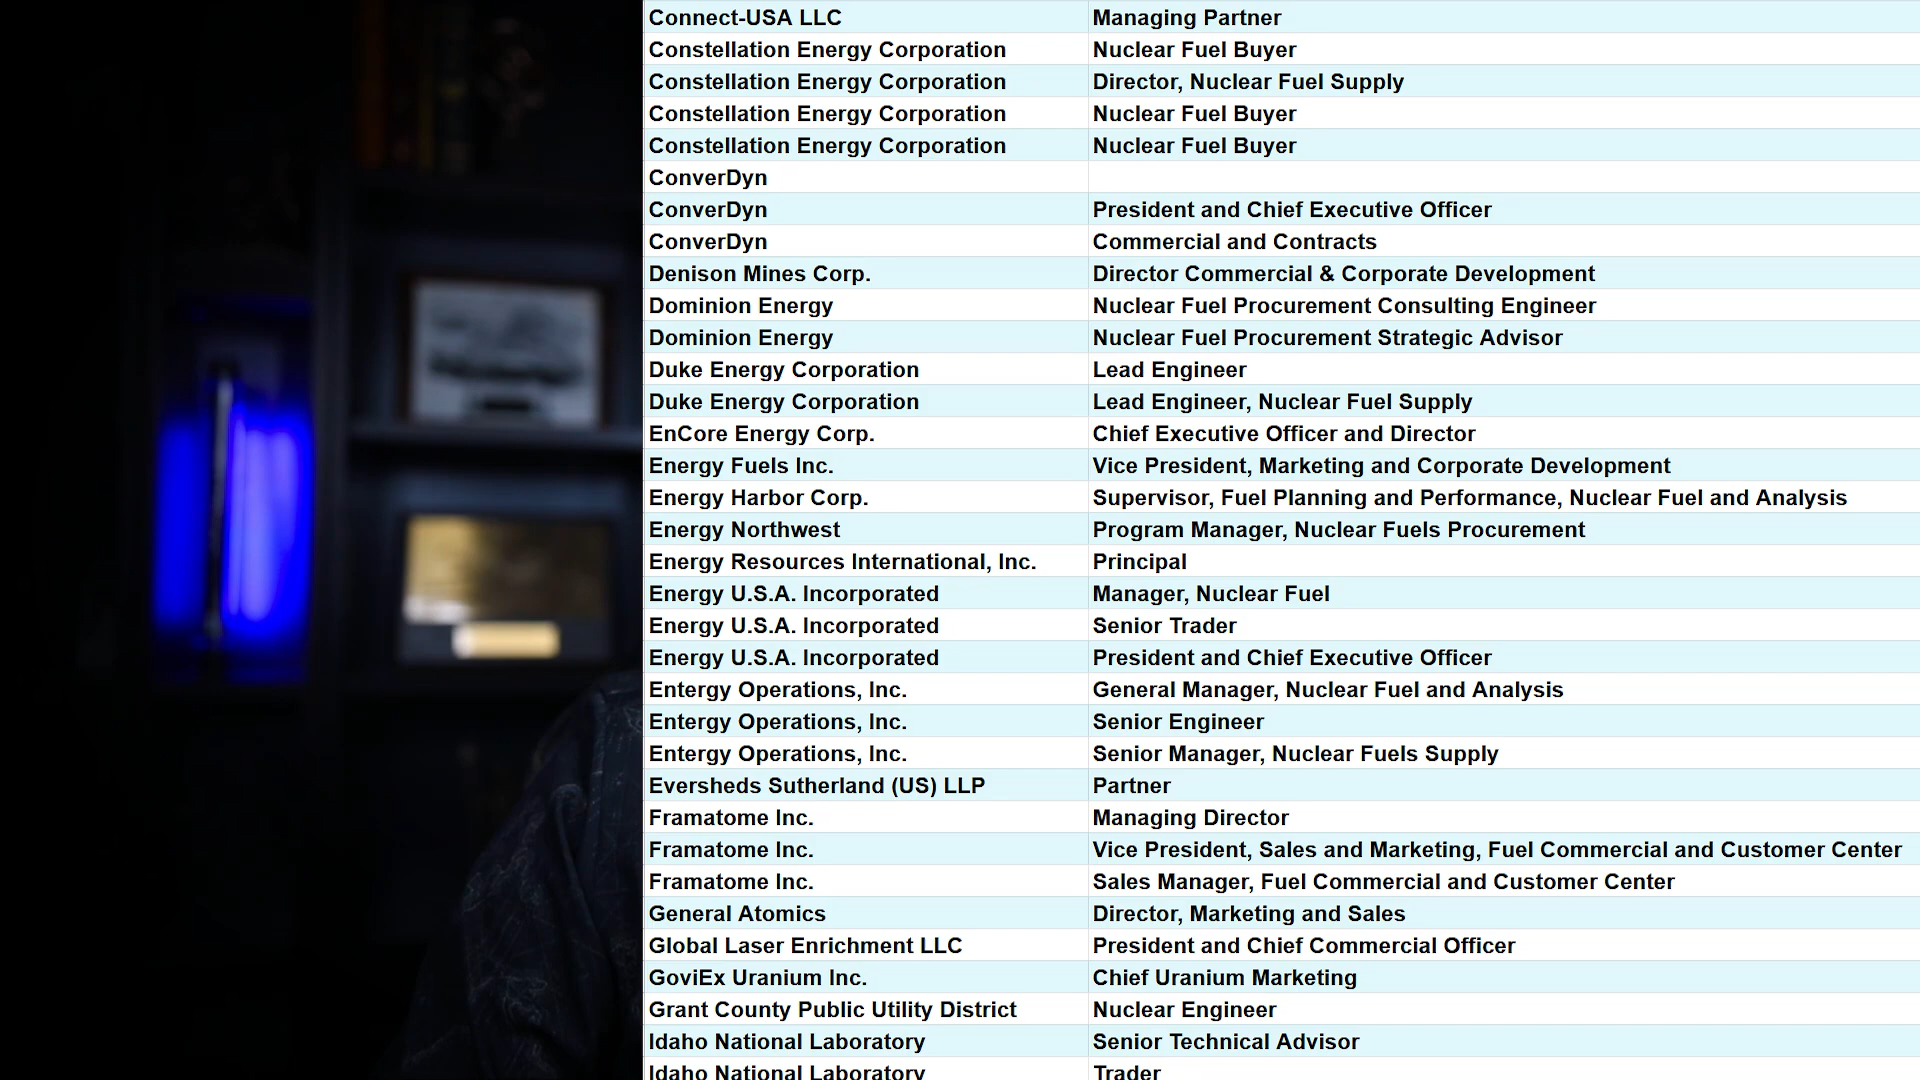 Connect-USA LLC Managing Partner
Constellation Energy Corporation Nuclear Fuel Buyer
Constellation Energy Corporation Director, Nuclear Fuel Supply
Constellation Energy Corporation Nuclear Fuel Buyer
Constellation Energy Corporation Nuclear Fuel Buyer
ConverDyn
ConverDyn President and Chief Executive Officer
ConverDyn Commercial and Contracts
Denison Mines Corp. Director Commercial & Corporate Development
Dominion Energy Nuclear Fuel Procurement Consulting Engineer
Dominion Energy Nuclear Fuel Procurement Strategic Advisor
Duke Energy Corporation Lead Engineer
Duke Energy Corporation Lead Engineer, Nuclear Fuel Supply
EnCore Energy Corp. Chief Executive Officer and Director
Energy Fuels Inc. Vice President, Marketing and Corporate Development
Energy Harbor Corp. Supervisor, Fuel Planning and Performance, Nuclear Fuel and Analysis
Energy Northwest Program Manager, Nuclear Fuels Procurement
Energy Resources International, Inc. Principal
Energy U.S.A. Incorporated Manager, Nuclear Fuel
Energy U.S.A. Incorporated Senior Trader
Energy U.S.A. Incorporated President and Chief Executive Officer
Entergy Operations, Inc. General Manager, Nuclear Fuel and Analysis
Entergy Operations, Inc. Senior Engineer
Entergy Operations, Inc. Senior Manager, Nuclear Fuels Supply
Eversheds Sutherland (US) LLP Partner
Framatome Inc. Managing Director
Framatome Inc. Vice President, Sales and Marketing, Fuel Commercial and Customer Center
Framatome Inc. Sales Manager, Fuel Commercial and Customer Center
General Atomics Director, Marketing and Sales
Global Laser Enrichment LLC President and Chief Commercial Officer
GoviEx Uranium Inc. Chief Uranium Marketing
Grant County Public Utility District Nuclear Engineer
Idaho National Laboratory Senior Technical Advisor
Idaho National Laboratory Trader